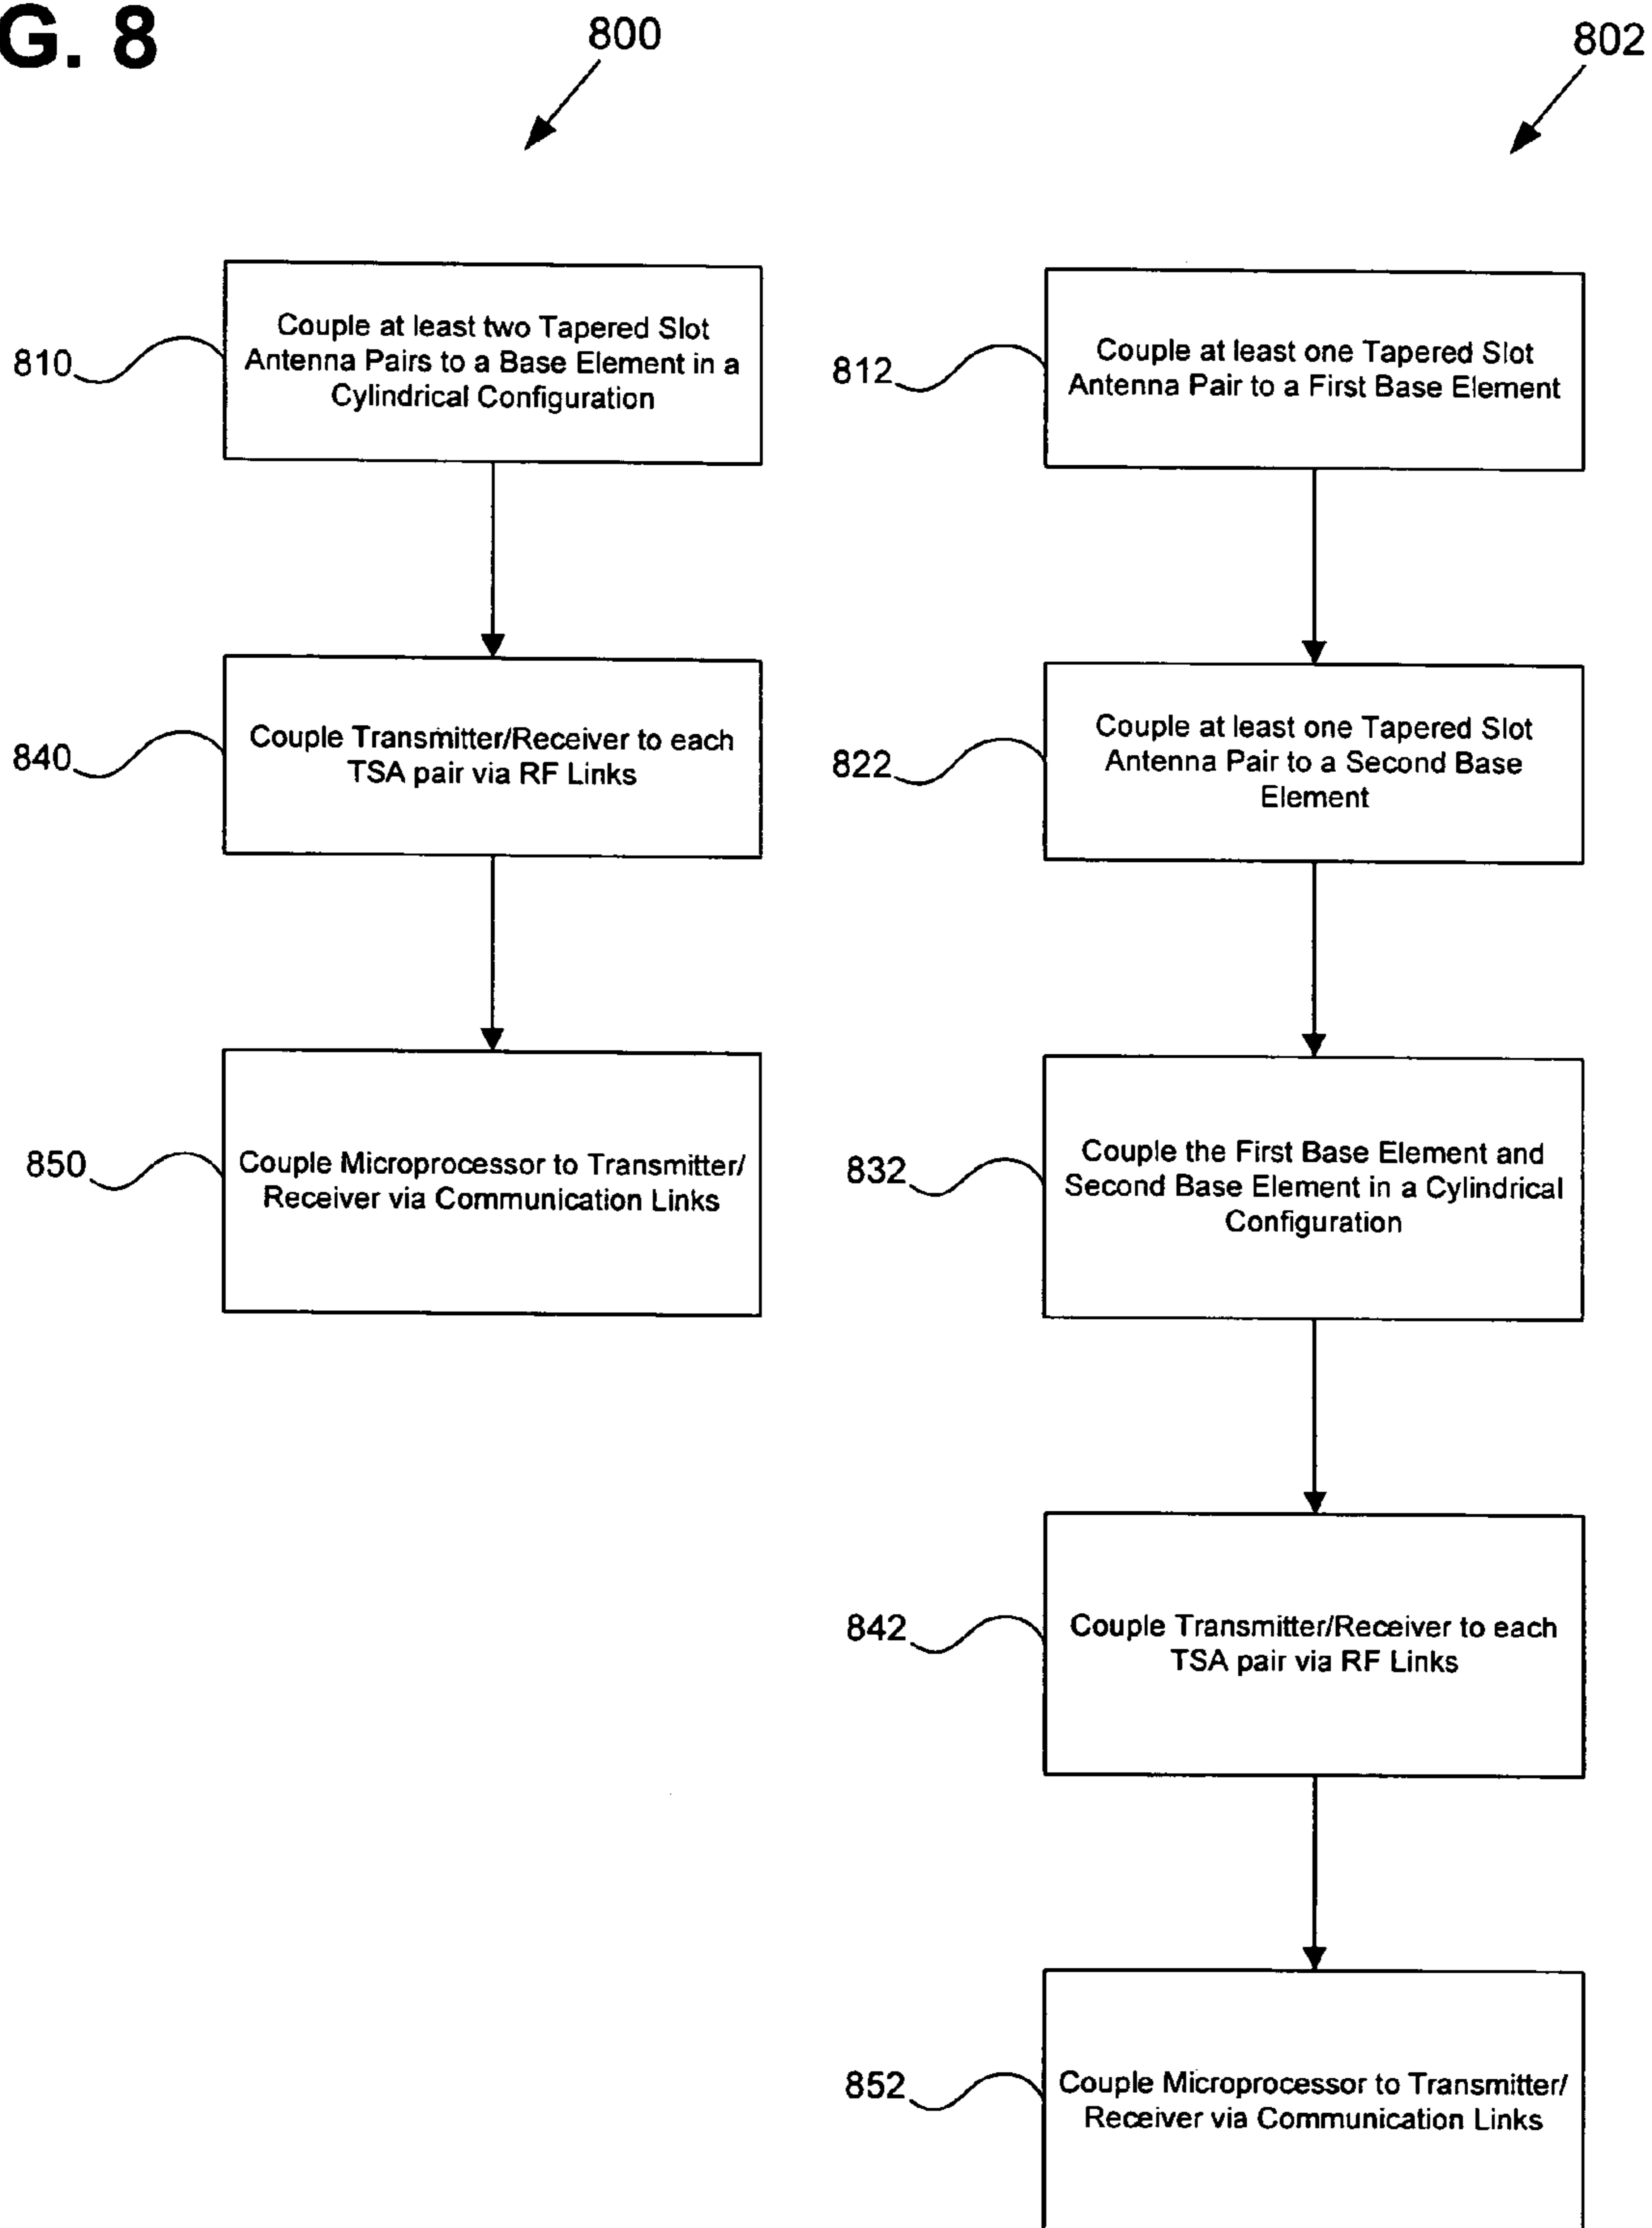 G. 8
800
802
810
Couple at least two Tapered Slot
Antenna Pairs to a Base Element in a
Cylindrical Configuration
840
Couple Transmitter/Receiver to each
TSA pair via RF Links
850
Couple Microprocessor to Transmitter/
Receiver via Communication Links
812
Couple at least one Tapered Slot
Antenna Pair to a First Base Element
822
Couple at least one Tapered Slot
Antenna Pair to a Second Base
Element
832
Couple the First Base Element and
Second Base Element in a Cylindrical
Configuration
842
Couple Transmitter/Receiver to each
TSA pair via RF Links
852
Couple Microprocessor to Transmitter/
Receiver via Communication Links